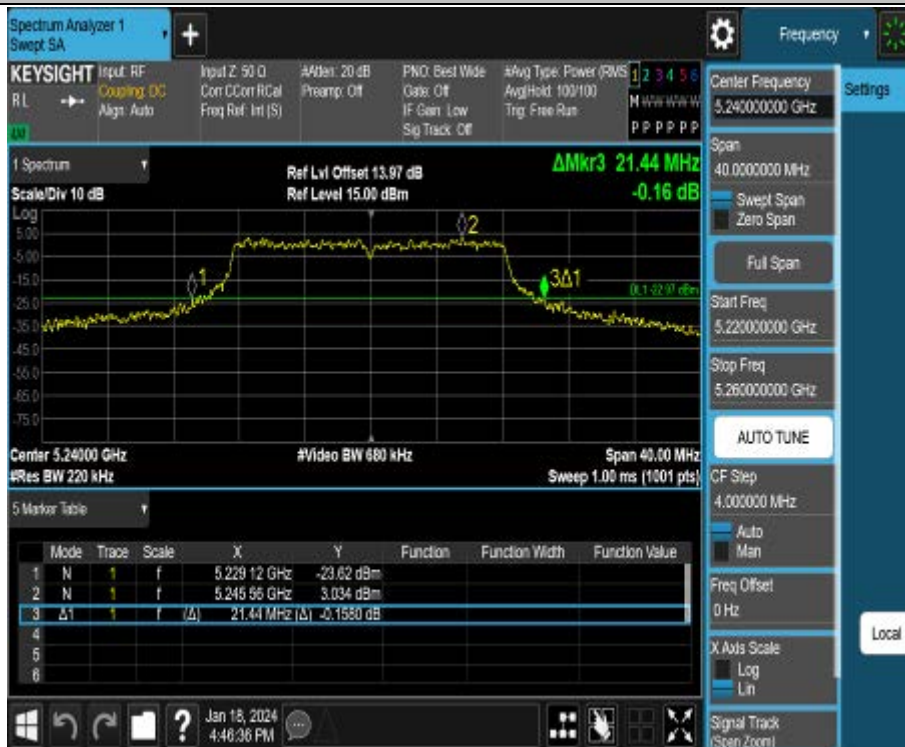 Spectrum Analyzer 1
Swept SA
+
Frequency
KEYSIGHT
RL
Input: RF
Coupling: DC
Align: Auto
Input Z: 50 Ω
Corr CCorr RCal
Freq Ref: Int (S)
#Atten: 20 dB
Preamp: Off
PNO: Best Wide
Gate: Off
IF Gain: Low
Sig Track: Off
#Avg Type: Power (RMS
Avg|Hold: 100/100
Trig: Free Run
1 2 3 4 5 6
M W W W W W
P P P P P P
1 Spectrum
Scale/Div 10 dB
Ref Lvl Offset 13.97 dB
Ref Level 15.00 dBm
ΔMkr3 21.44 MHz
-0.16 dB
Log
5.00
-5.00
-15.0
-25.0
-35.0
-45.0
-55.0
-65.0
-75.0
1
2
3Δ1
DL1 -22.97 dBm
Center 5.24000 GHz
#Res BW 220 kHz
#Video BW 680 kHz
Span 40.00 MHz
Sweep 1.00 ms (1001 pts)
5 Marker Table
Mode Trace Scale X Y Function Function Width Function Value
1 N 1 f 5.229 12 GHz -23.62 dBm
2 N 1 f 5.245 56 GHz 3.034 dBm
3 Δ1 1 f (Δ) 21.44 MHz (Δ) -0.1580 dB
4
5
6
Jan 18, 2024
4:46:36 PM
?
Center Frequency
5.240000000 GHz
Span
40.0000000 MHz
Swept Span
Zero Span
Full Span
Start Freq
5.220000000 GHz
Stop Freq
5.260000000 GHz
AUTO TUNE
CF Step
4.000000 MHz
Auto
Man
Freq Offset
0 Hz
X Axis Scale
Log
Lin
Signal Track
(Span Zoom)
Settings
Local